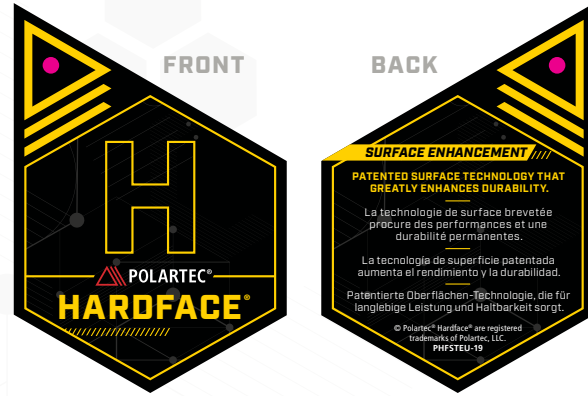 FRONT
H
POLARTEC®
HARDFACE®
BACK
SURFACE ENHANCEMENT
PATENTED SURFACE TECHNOLOGY THAT
GREATLY ENHANCES DURABILITY.
La technologie de surface brevetée
procure des performances et une
durabilité permanentes.
La tecnología de superficie patentada
aumenta el rendimiento y la durabilidad.
Patentierte Oberflächen-Technologie, die für
langlebige Leistung und Haltbarkeit sorgt.
© Polartec® Hardface® are registered
trademarks of Polartec, LLC.
PHFSTEU-19